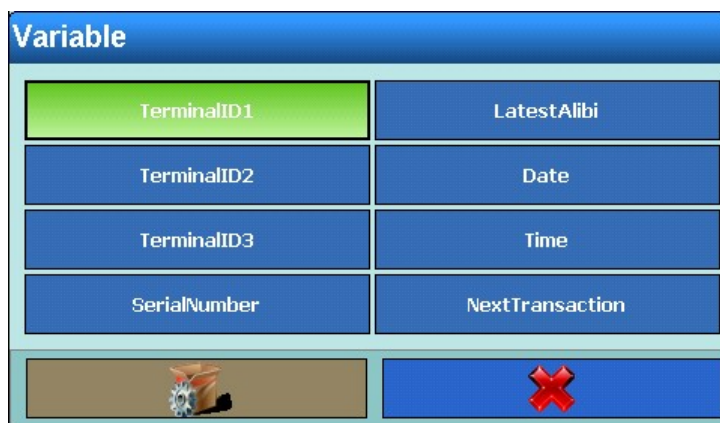 Variable
TerminalID1
LatestAlibi
TerminalID2
Date
TerminalID3
Time
SerialNumber
NextTransaction